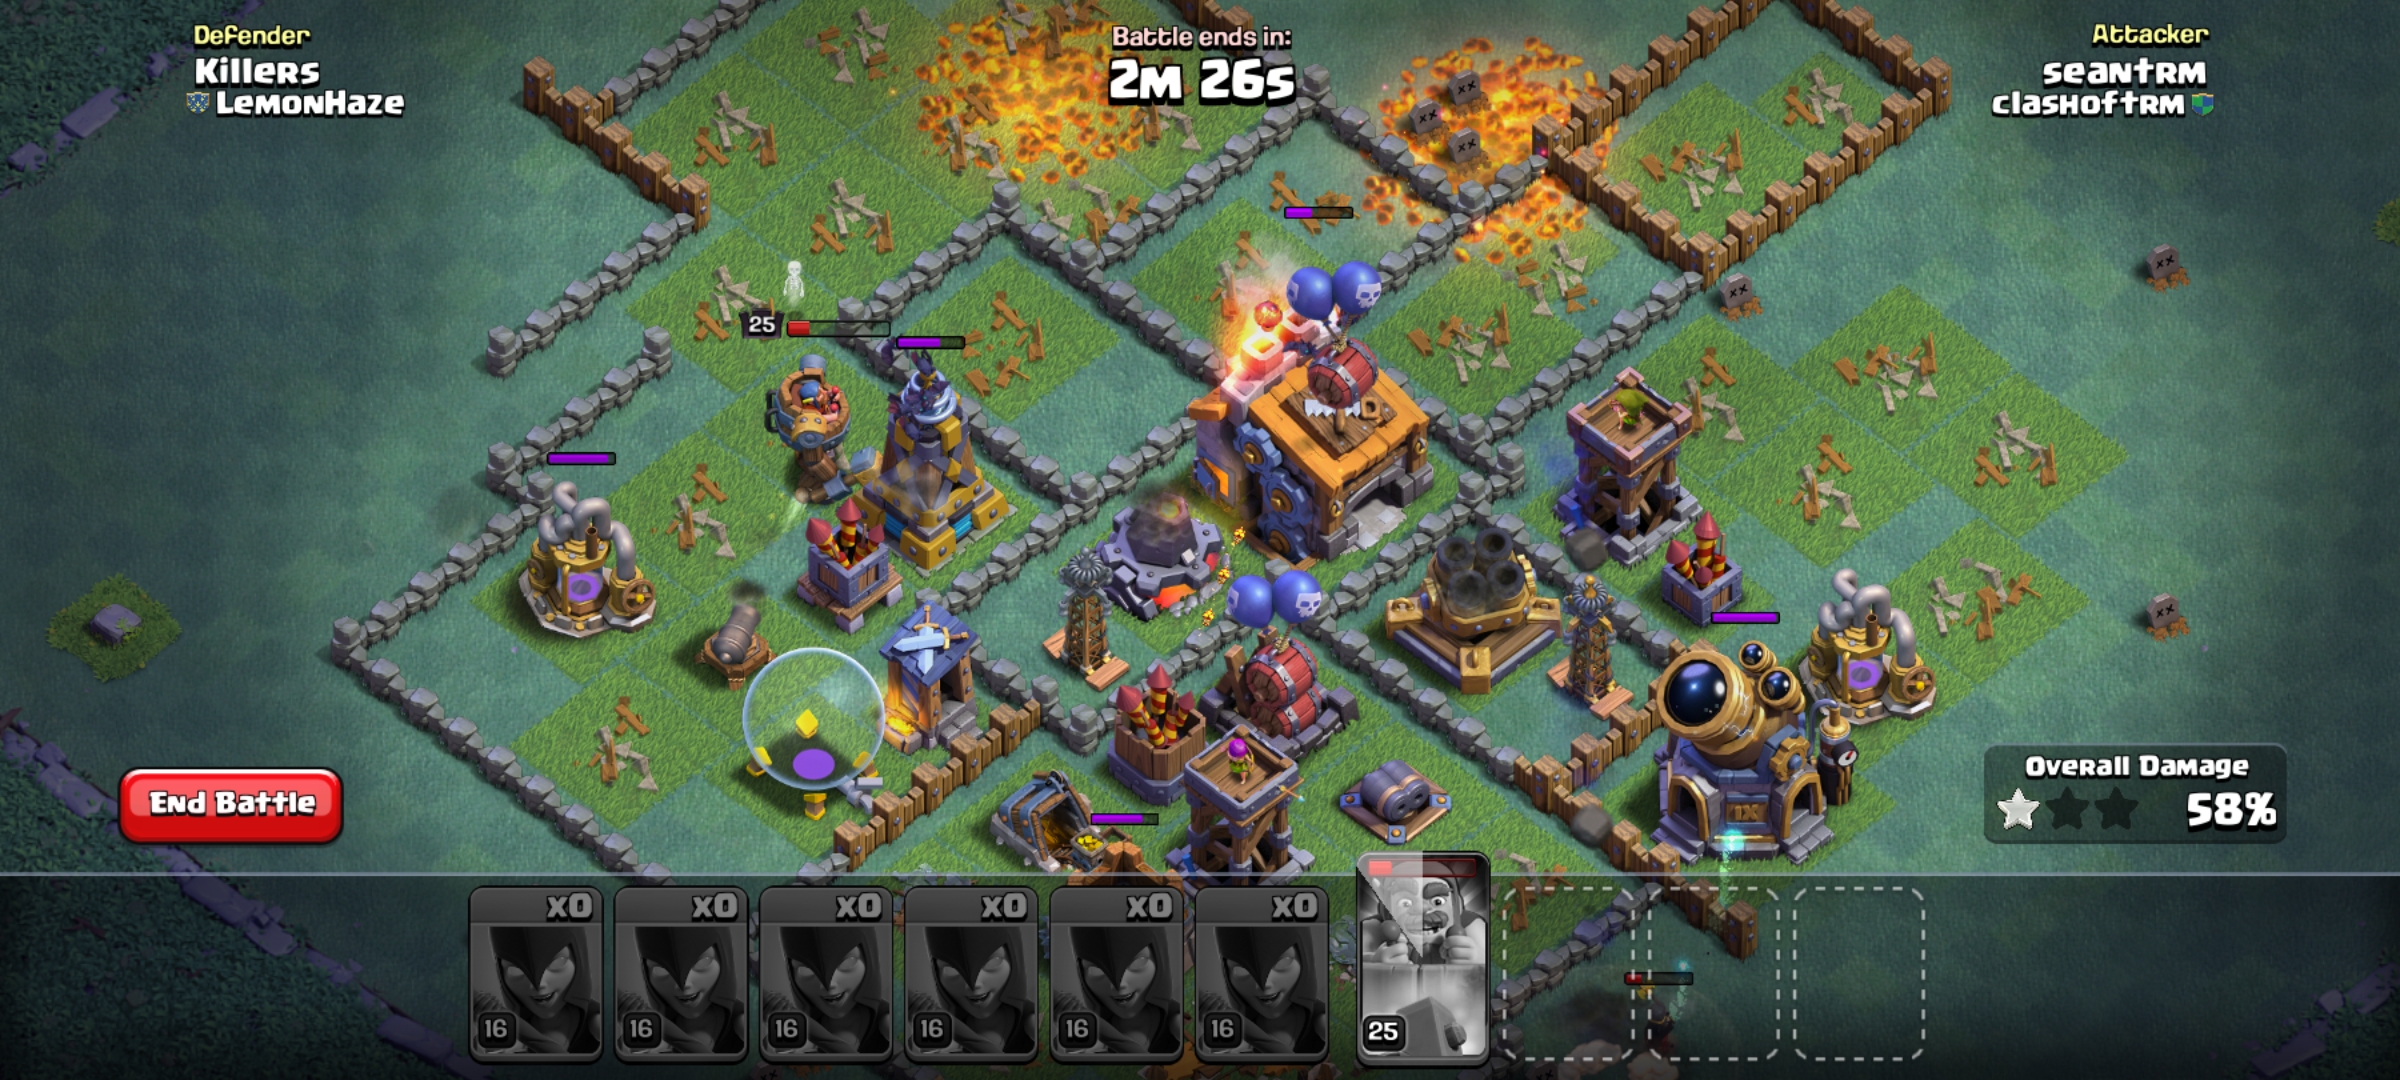 Defender
Killers
LemonHaze
Battle ends in:
2M 26s
Attacker
seantRM
clashoftRM
25
IX
End Battle
Overall Damage
58%
x0
x0
x0
x0
x0
x0
16
16
16
16
16
16
25